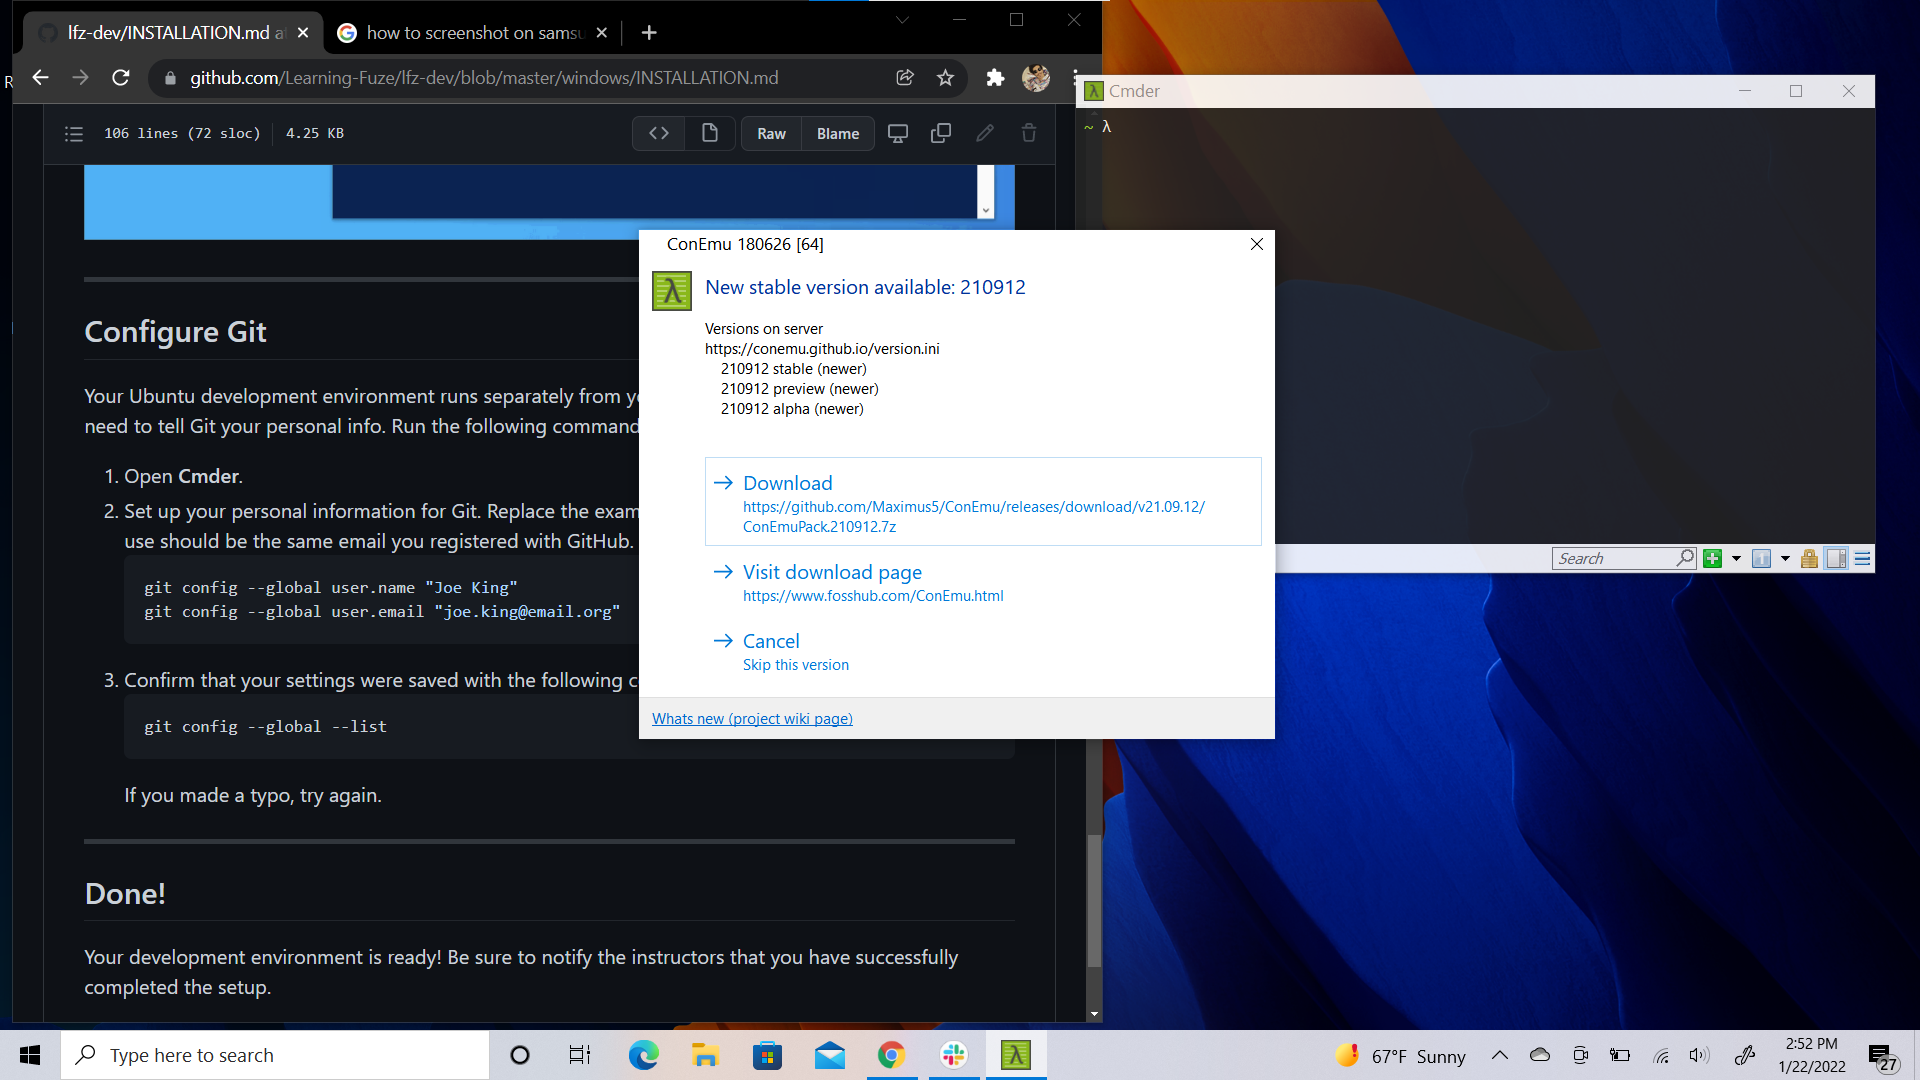 lfz-dev/INSTALLATION.md a
how to screenshot on samsu
github.com/Learning-Fuze/lfz-dev/blob/master/windows/INSTALLATION.md
R
106 lines (72 sloc) 4.25 KB
Raw
Blame
Configure Git
Your Ubuntu development environment runs separately from y
need to tell Git your personal info. Run the following command
1. Open Cmder.
2. Set up your personal information for Git. Replace the exam
use should be the same email you registered with GitHub.
git config --global user.name "Joe King"
git config --global user.email "joe.king@email.org"
3. Confirm that your settings were saved with the following c
git config --global --list
If you made a typo, try again.
Done!
Your development environment is ready! Be sure to notify the instructors that you have successfully
completed the setup.
Cmder
~ λ
Search
ConEmu 180626 [64]
New stable version available: 210912
Versions on server
https://conemu.github.io/version.ini
210912 stable (newer)
210912 preview (newer)
210912 alpha (newer)
Download
https://github.com/Maximus5/ConEmu/releases/download/v21.09.12/
ConEmuPack.210912.7z
Visit download page
https://www.fosshub.com/ConEmu.html
Cancel
Skip this version
Whats new (project wiki page)
Type here to search
67°F Sunny
2:52 PM
1/22/2022
27